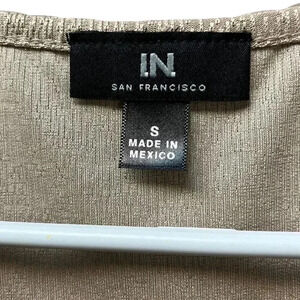 I.N.
SAN FRANCISCO
S
MADE IN
MEXICO